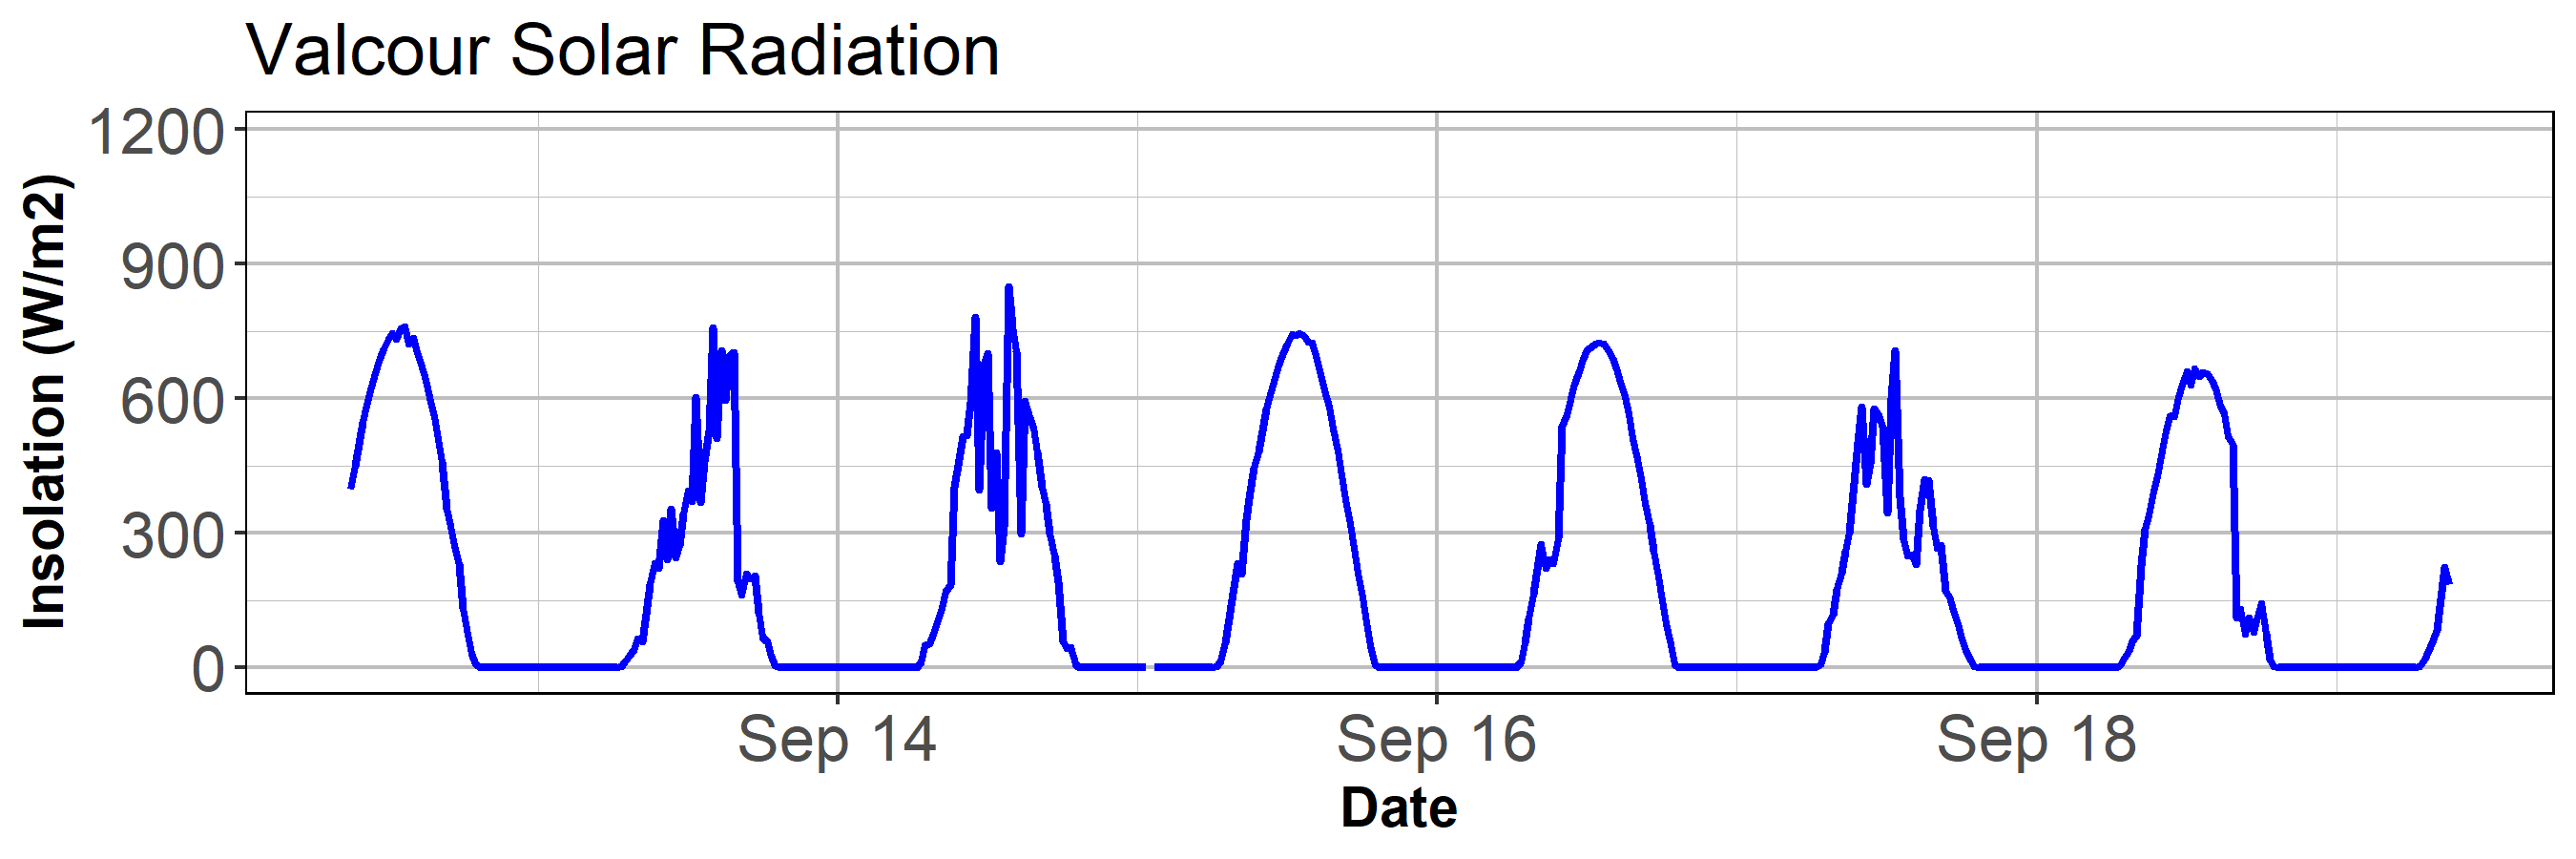 Valcour Solar Radiation
1200
900
600
300
0
Insolation (W/m2)
Sep 14
Sep 16
Sep 18
Date